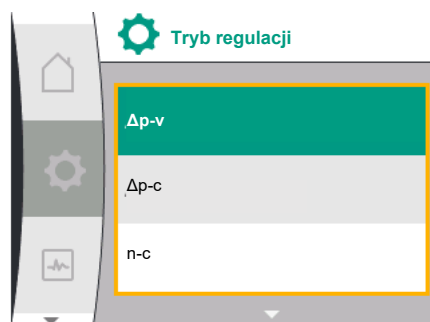 Tryb regulacji
Δp-v
Δp-c
n-c